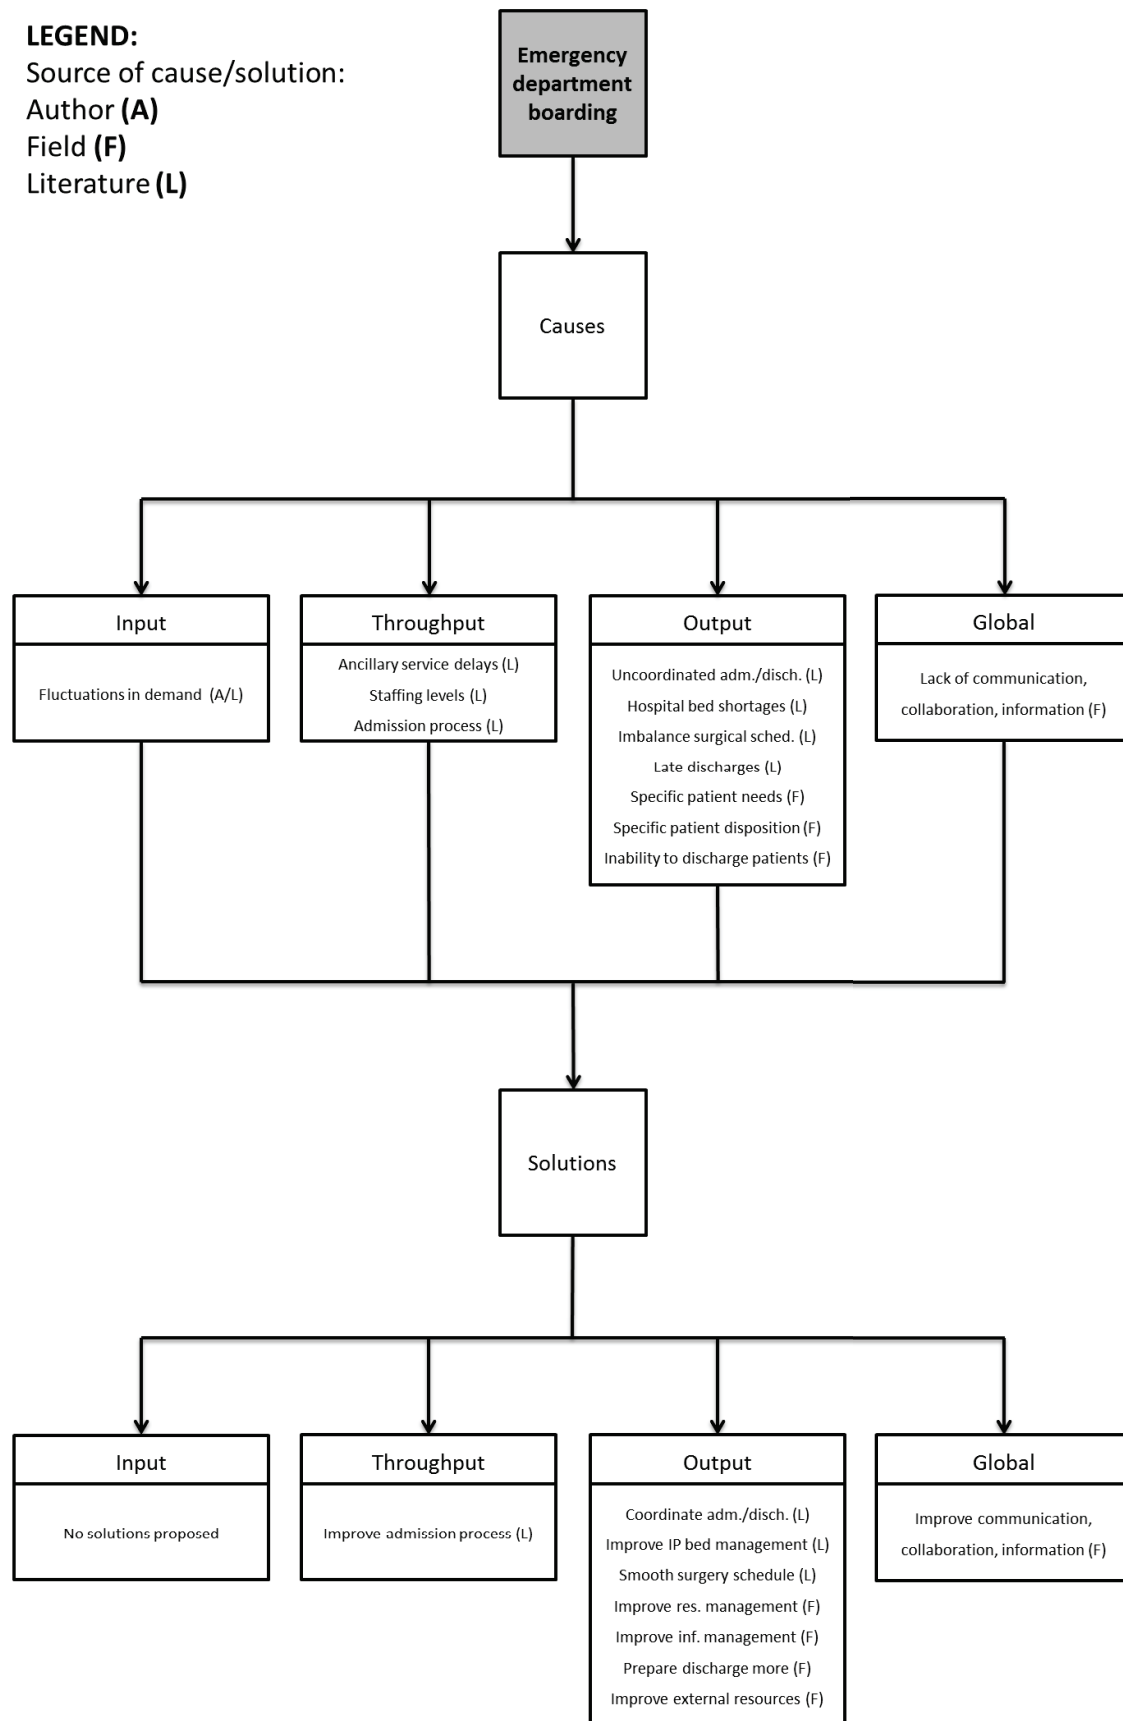 LEGEND:
Source of cause/solution:
Author (A)
Field (F)
Literature (L)
Emergency
department
boarding
Causes
Input
Fluctuations in demand (A/L)
Throughput
Ancillary service delays (L)
Staffing levels (L)
Admission process (L)
Output
Uncoordinated adm./disch. (L)
Hospital bed shortages (L)
Imbalance surgical sched. (L)
Late discharges (L)
Specific patient needs (F)
Specific patient disposition (F)
Inability to discharge patients (F)
Global
Lack of communication,
collaboration, information (F)
Solutions
Input
No solutions proposed
Throughput
Improve admission process (L)
Output
Coordinate adm./disch. (L)
Improve IP bed management (L)
Smooth surgery schedule (L)
Improve res. management (F)
Improve inf. management (F)
Prepare discharge more (F)
Improve external resources (F)
Global
Improve communication,
collaboration, information (F)